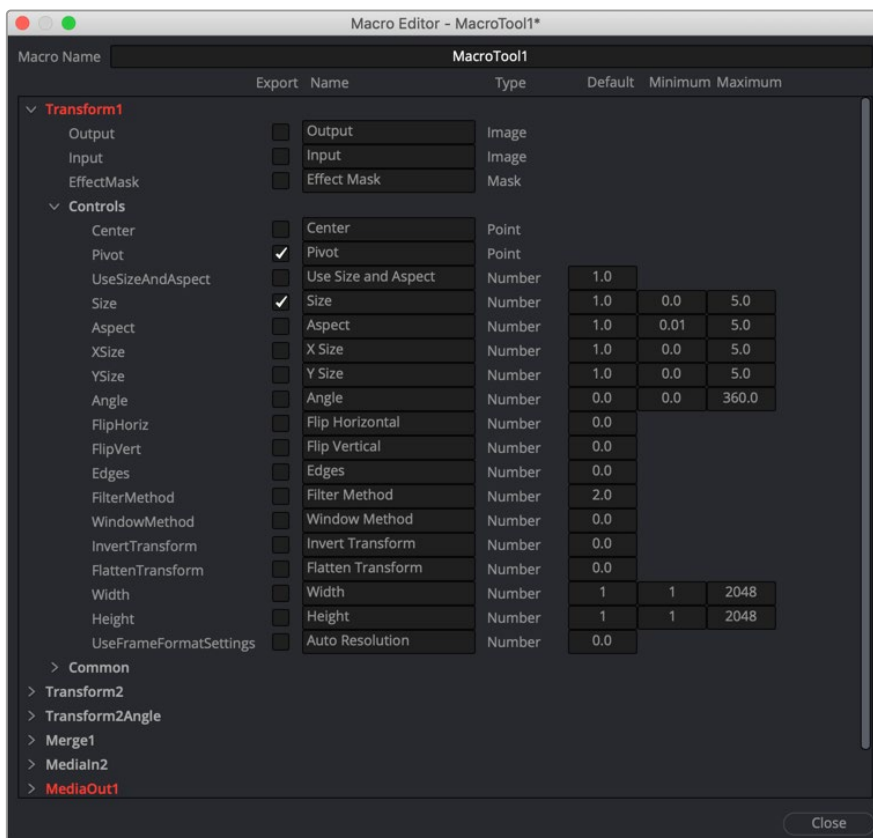 Macro Editor - MacroTool1*
Macro Name MacroTool1
Export Name Type Default Minimum Maximum
Transform1
Output Output Image
Input Input Image
EffectMask Effect Mask Mask
Controls
Center Center Point
Pivot Pivot Point
UseSizeAndAspect Use Size and Aspect Number 1.0
Size Size Number 1.0 0.0 5.0
Aspect Aspect Number 1.0 0.01 5.0
XSize X Size Number 1.0 0.0 5.0
YSize Y Size Number 1.0 0.0 5.0
Angle Angle Number 0.0 0.0 360.0
FlipHoriz Flip Horizontal Number 0.0
FlipVert Flip Vertical Number 0.0
Edges Edges Number 0.0
FilterMethod Filter Method Number 2.0
WindowMethod Window Method Number 0.0
InvertTransform Invert Transform Number 0.0
FlattenTransform Flatten Transform Number 0.0
Width Width Number 1 1 2048
Height Height Number 1 1 2048
UseFrameFormatSettings Auto Resolution Number 0.0
Common
Transform2
Transform2Angle
Merge1
MediaIn2
MediaOut1
Close